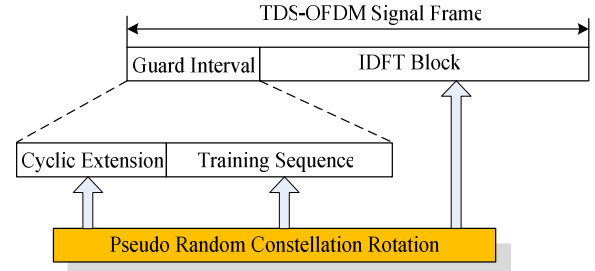 TDS-OFDM Signal Frame
Guard Interval
IDFT Block
Cyclic Extension
Training Sequence
Pseudo Random Constellation Rotation